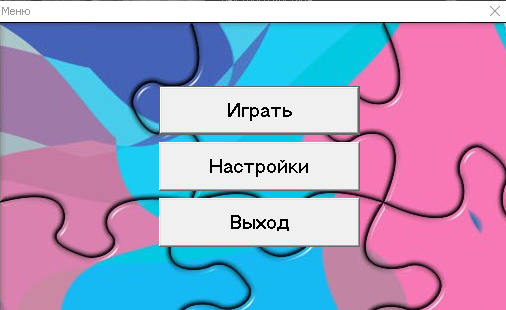 Меню
Играть
Настройки
Выход